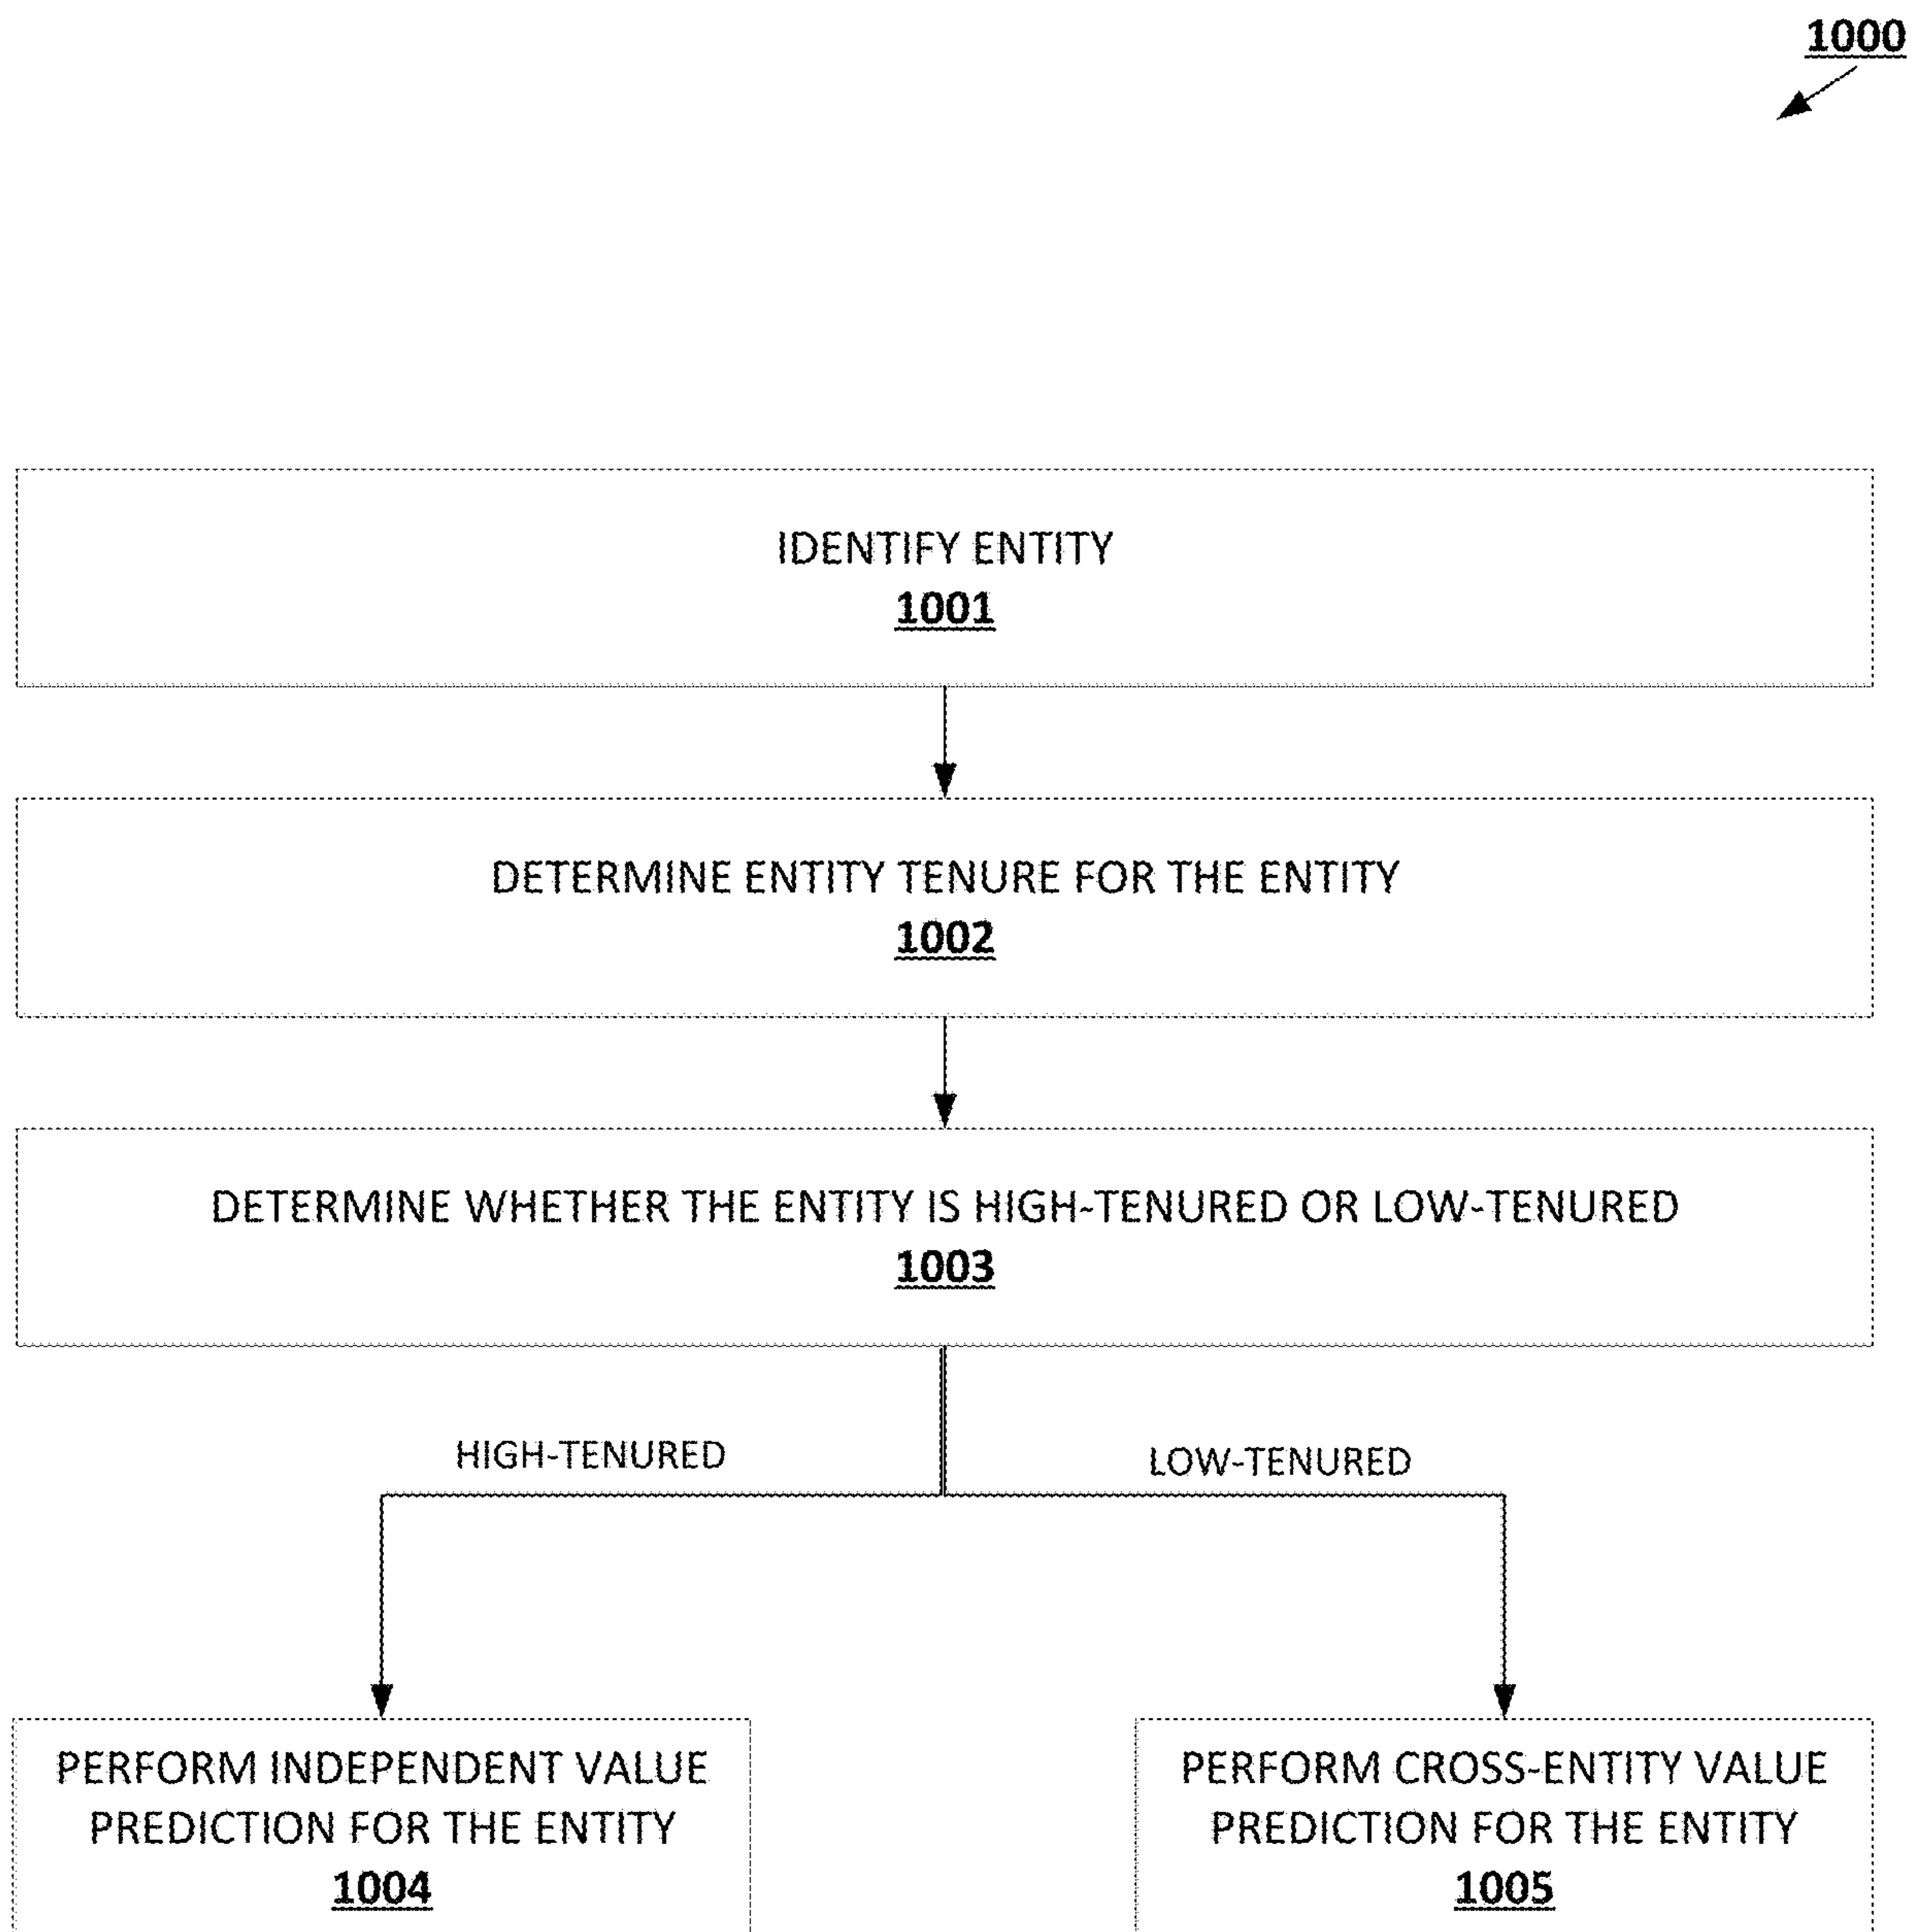 1000
IDENTIFY ENTITY
1001
DETERMINE ENTITY TENURE FOR THE ENTITY
1002
DETERMINE WHETHER THE ENTITY IS HIGH-TENURED OR LOW-TENURED
1003
HIGH-TENURED
LOW-TENURED
PERFORM INDEPENDENT VALUE
PREDICTION FOR THE ENTITY
1004
PERFORM CROSS-ENTITY VALUE
PREDICTION FOR THE ENTITY
1005